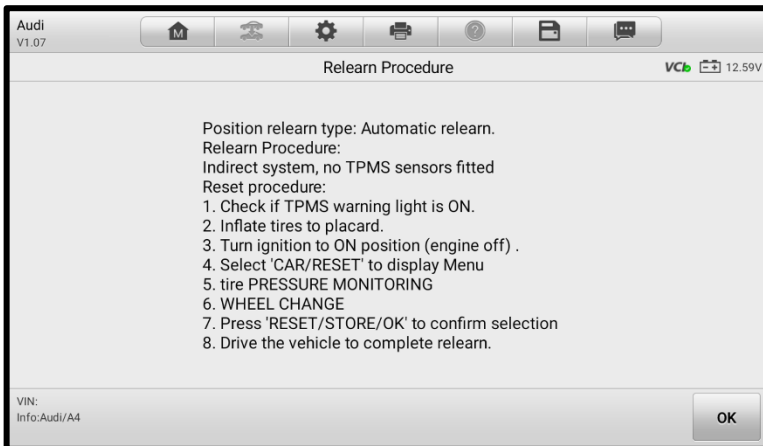 Audi
V1.07
M
Relearn Procedure
VCI 12.59V
Position relearn type: Automatic relearn.
Relearn Procedure:
Indirect system, no TPMS sensors fitted
Reset procedure:
1. Check if TPMS warning light is ON.
2. Inflate tires to placard.
3. Turn ignition to ON position (engine off) .
4. Select 'CAR/RESET' to display Menu
5. tire PRESSURE MONITORING
6. WHEEL CHANGE
7. Press 'RESET/STORE/OK' to confirm selection
8. Drive the vehicle to complete relearn.
VIN:
Info:Audi/A4
OK